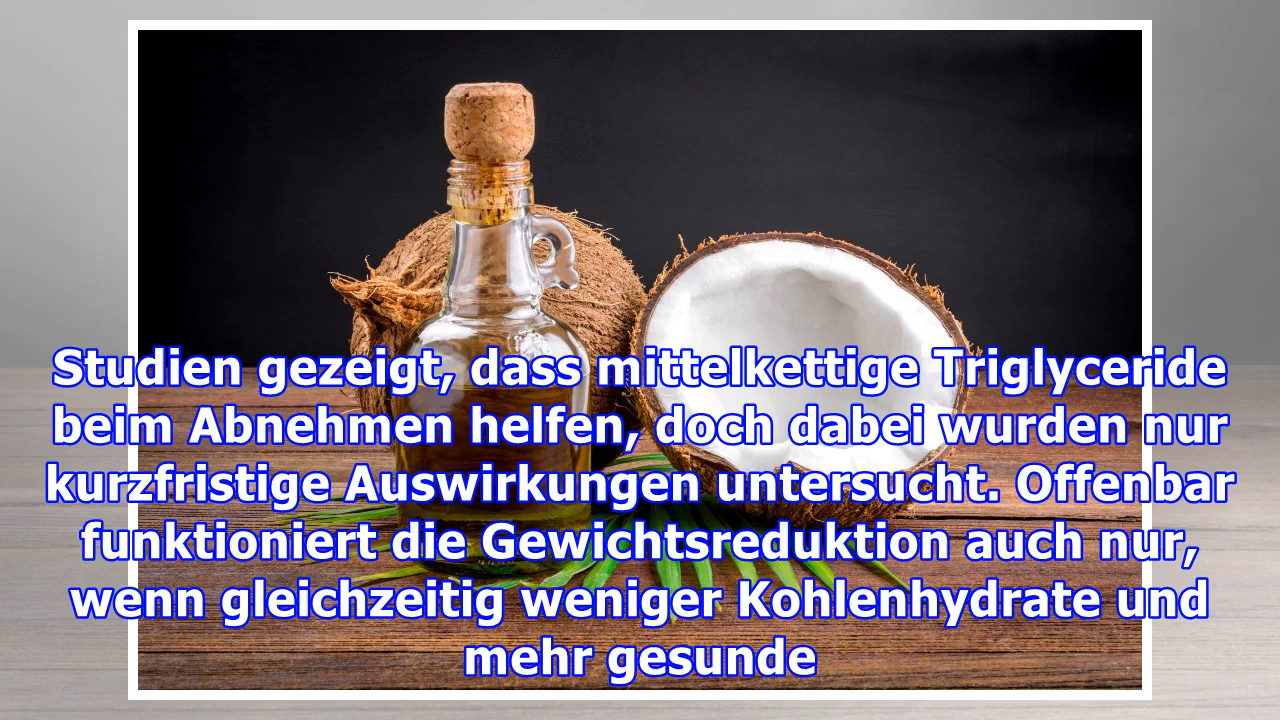 Studien gezeigt, dass mittelkettige Triglyceride
beim Abnehmen helfen, doch dabei wurden nur
kurzfristige Auswirkungen untersucht. Offenbar
funktioniert die Gewichtsreduktion auch nur,
wenn gleichzeitig weniger Kohlenhydrate und
mehr gesunde